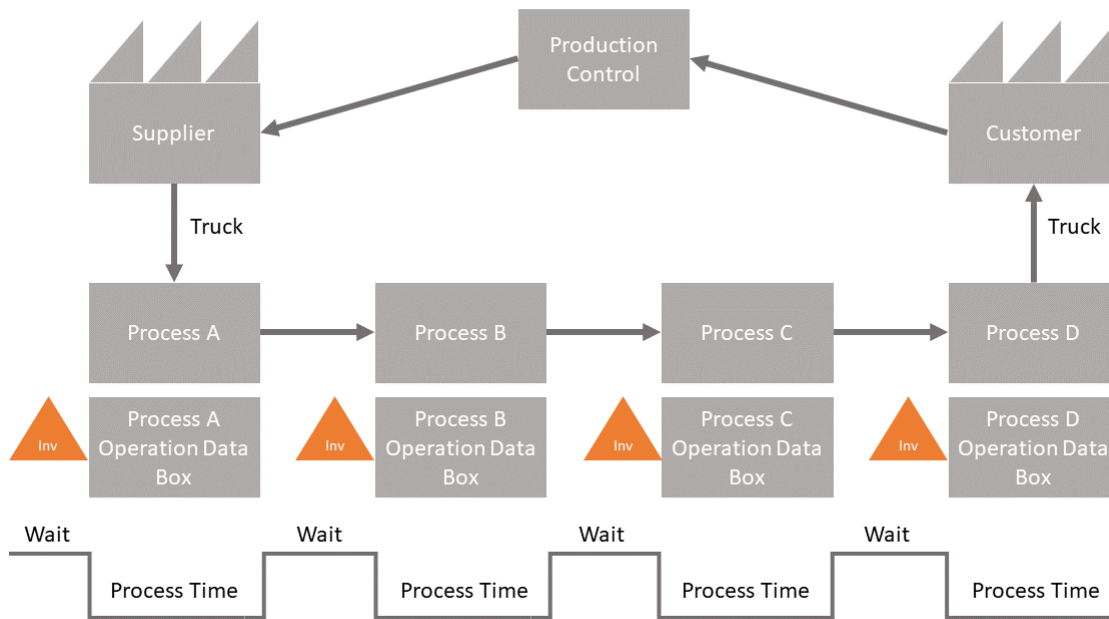 Production
Control
Supplier
Customer
Truck
Truck
Process A
Process B
Process C
Process D
Inv
Process A
Operation Data
Box
Inv
Process B
Operation Data
Box
Inv
Process C
Operation Data
Box
Inv
Process D
Operation Data
Box
Wait
Wait
Wait
Wait
Process Time
Process Time
Process Time
Process Time